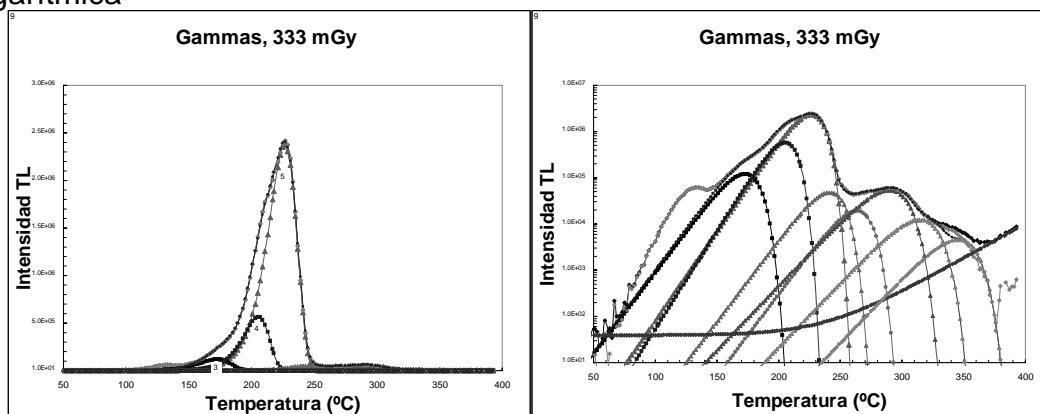 garítmica
9
Gammas, 333 mGy
3.0E+06
2.5E+06
2.0E+06
1.5E+06
1.0E+06
5.0E+05
1.0E+01
Intensidad TL
5
4
3
50 100 150 200 250 300 350 400
Temperatura (ºC)
9
Gammas, 333 mGy
1.0E+07
1.0E+06
1.0E+05
1.0E+04
1.0E+03
1.0E+02
1.0E+01
Intensidad TL
50 100 150 200 250 300 350 400
Temperatura (ºC)